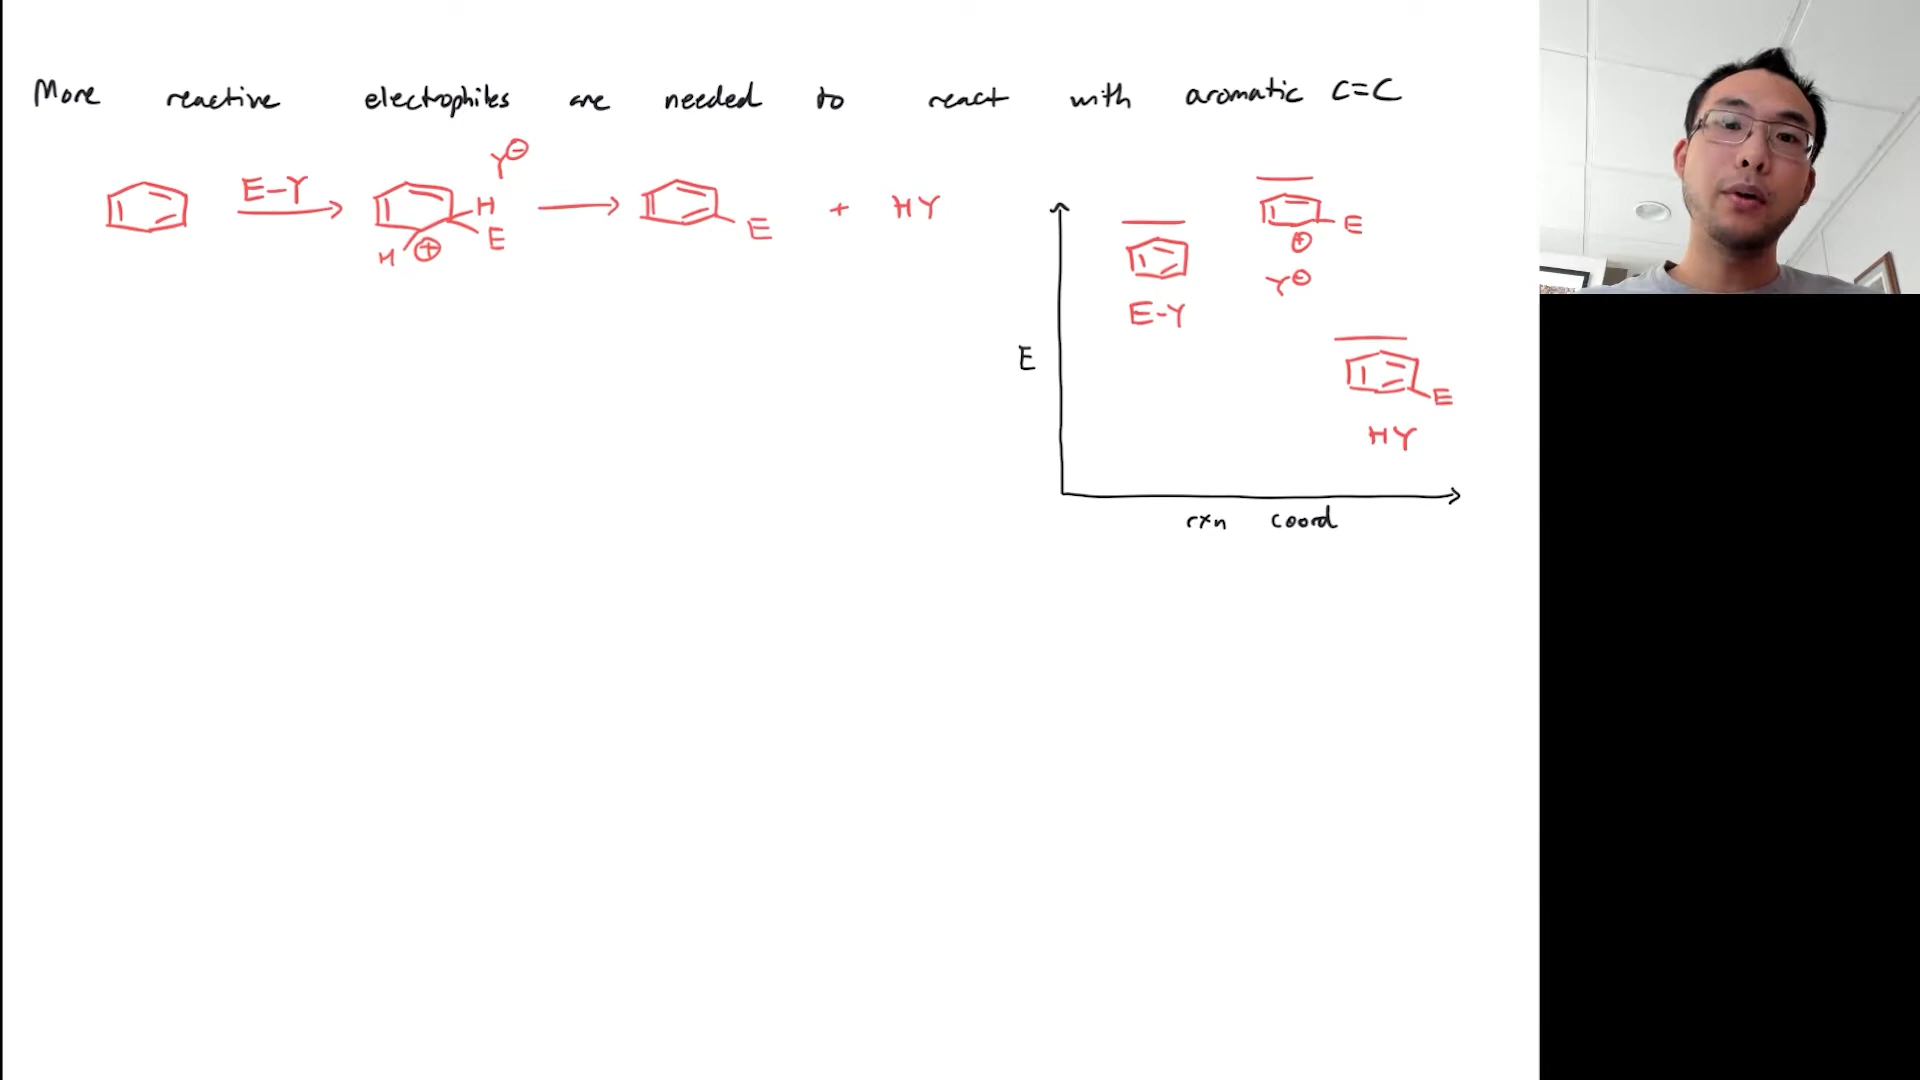 More reactive electrophiles are needed to react with aromatic C=C
Y⊖
E-Y
H
E
H
⊕
E
+ HY
E
⊕
Y⊖
E-Y
E
E
HY
rxn coord